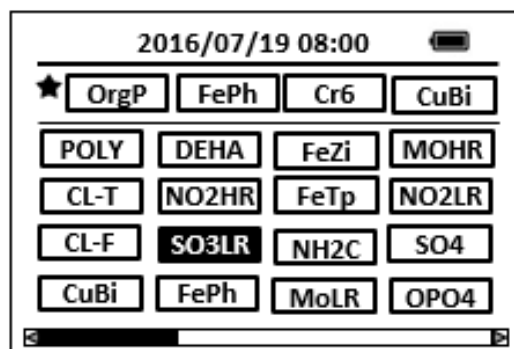 2016/07/19 08:00
OrgP FePh Cr6 CuBi
POLY DEHA FeZi MOHR
CL-T NO2HR FeTp NO2LR
CL-F SO3LR NH2C SO4
CuBi FePh MoLR OPO4